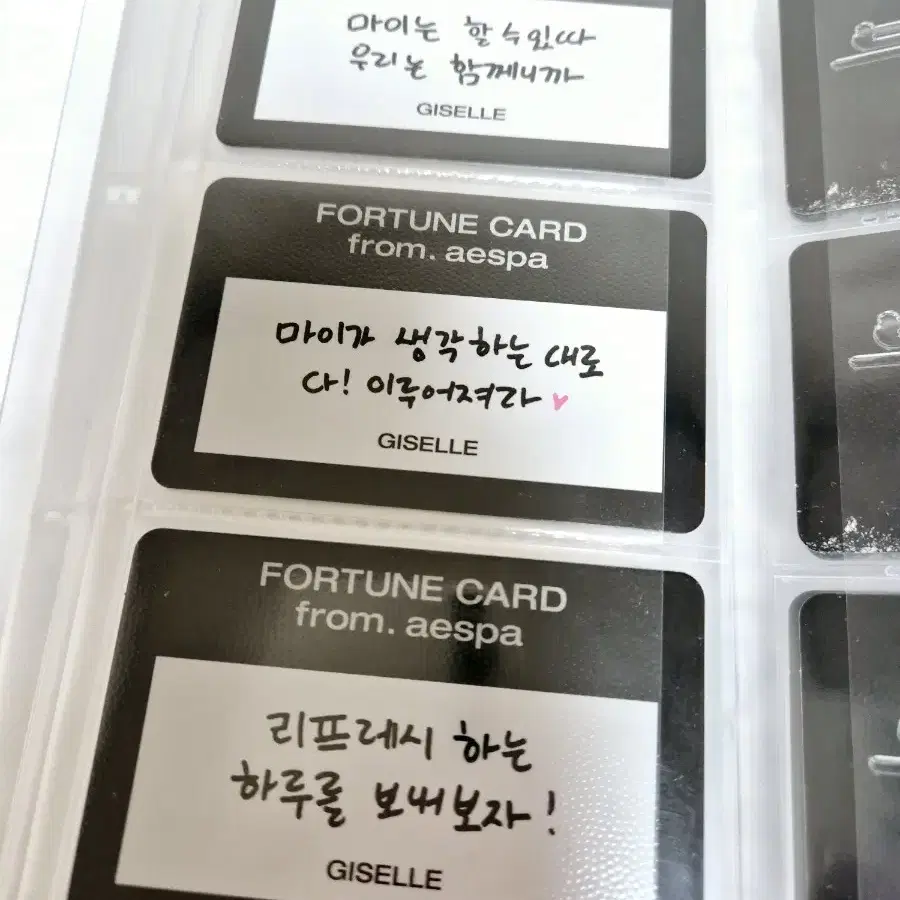 마이는 할 수 있따
우리는 함께니까
GISELLE
FORTUNE CARD
from. aespa
마이가 생각하는 대로
다! 이루어져라
GISELLE
FORTUNE CARD
from. aespa
리프레시 하는
하루를 보내보자!
GISELLE